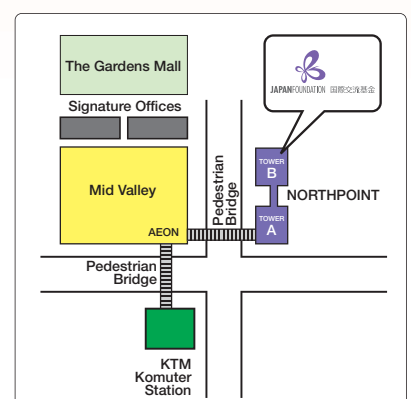 The Gardens Mall
Signature Offices
JAPANFOUNDATION 国際交流基金
Mid Valley
AEON
Pedestrian
Bridge
TOWER
B
NORTHPOINT
TOWER
A
Pedestrian
Bridge
KTM
Komuter
Station